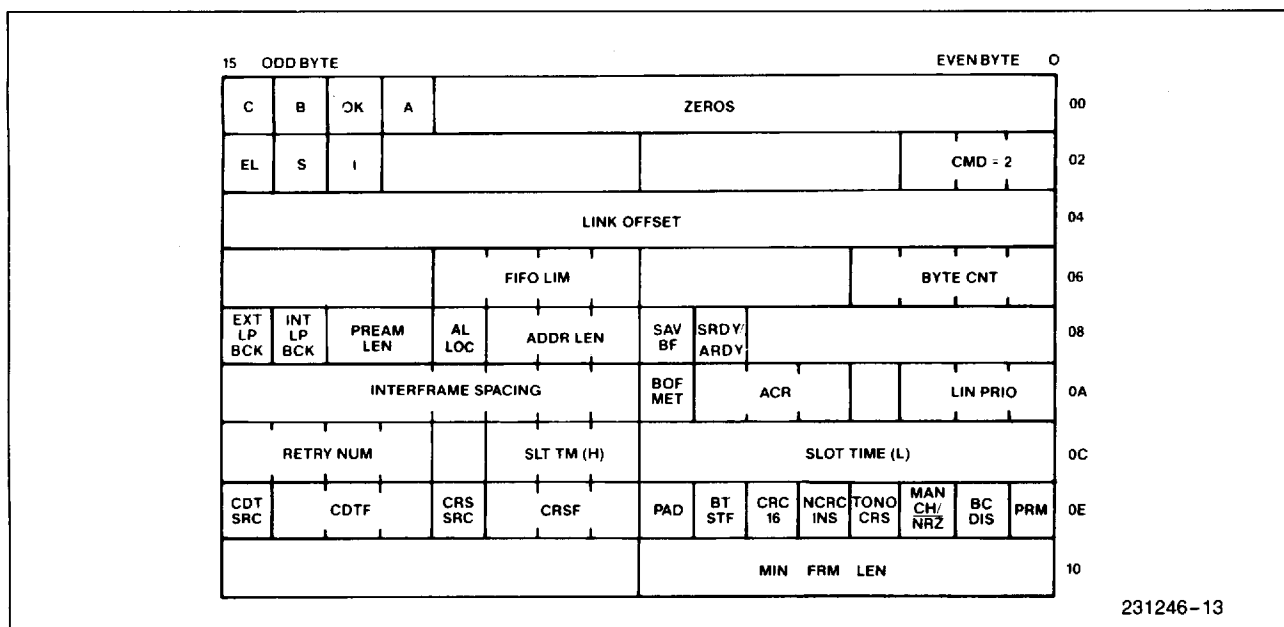 15 ODD BYTE EVEN BYTE O
C B OK A ZEROS 00
EL S I CMD = 2 02
LINK OFFSET 04
FIFO LIM BYTE CNT 06
EXT LP BCK INT LP BCK PREAM LEN AL LOC ADDR LEN SAV BF SRDY/ ARDY 08
INTERFRAME SPACING BOF MET ACR LIN PRIO 0A
RETRY NUM SLT TM (H) SLOT TIME (L) 0C
CDT SRC CDTF CRS SRC CRSF PAD BT STF CRC 16 NCRC INS TONO CRS MAN CH/ NRZ BC DIS PRM 0E
MIN FRM LEN 10
231246-13